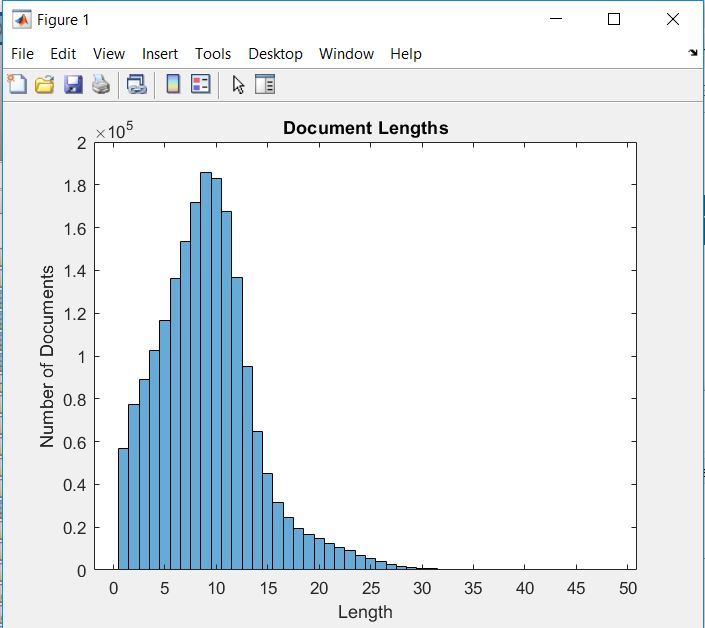 Figure 1
File Edit View Insert Tools Desktop Window Help
×10⁵
Document Lengths
2
1.8
1.6
1.4
1.2
1
0.8
0.6
0.4
0.2
0
Number of Documents
0 5 10 15 20 25 30 35 40 45 50
Length